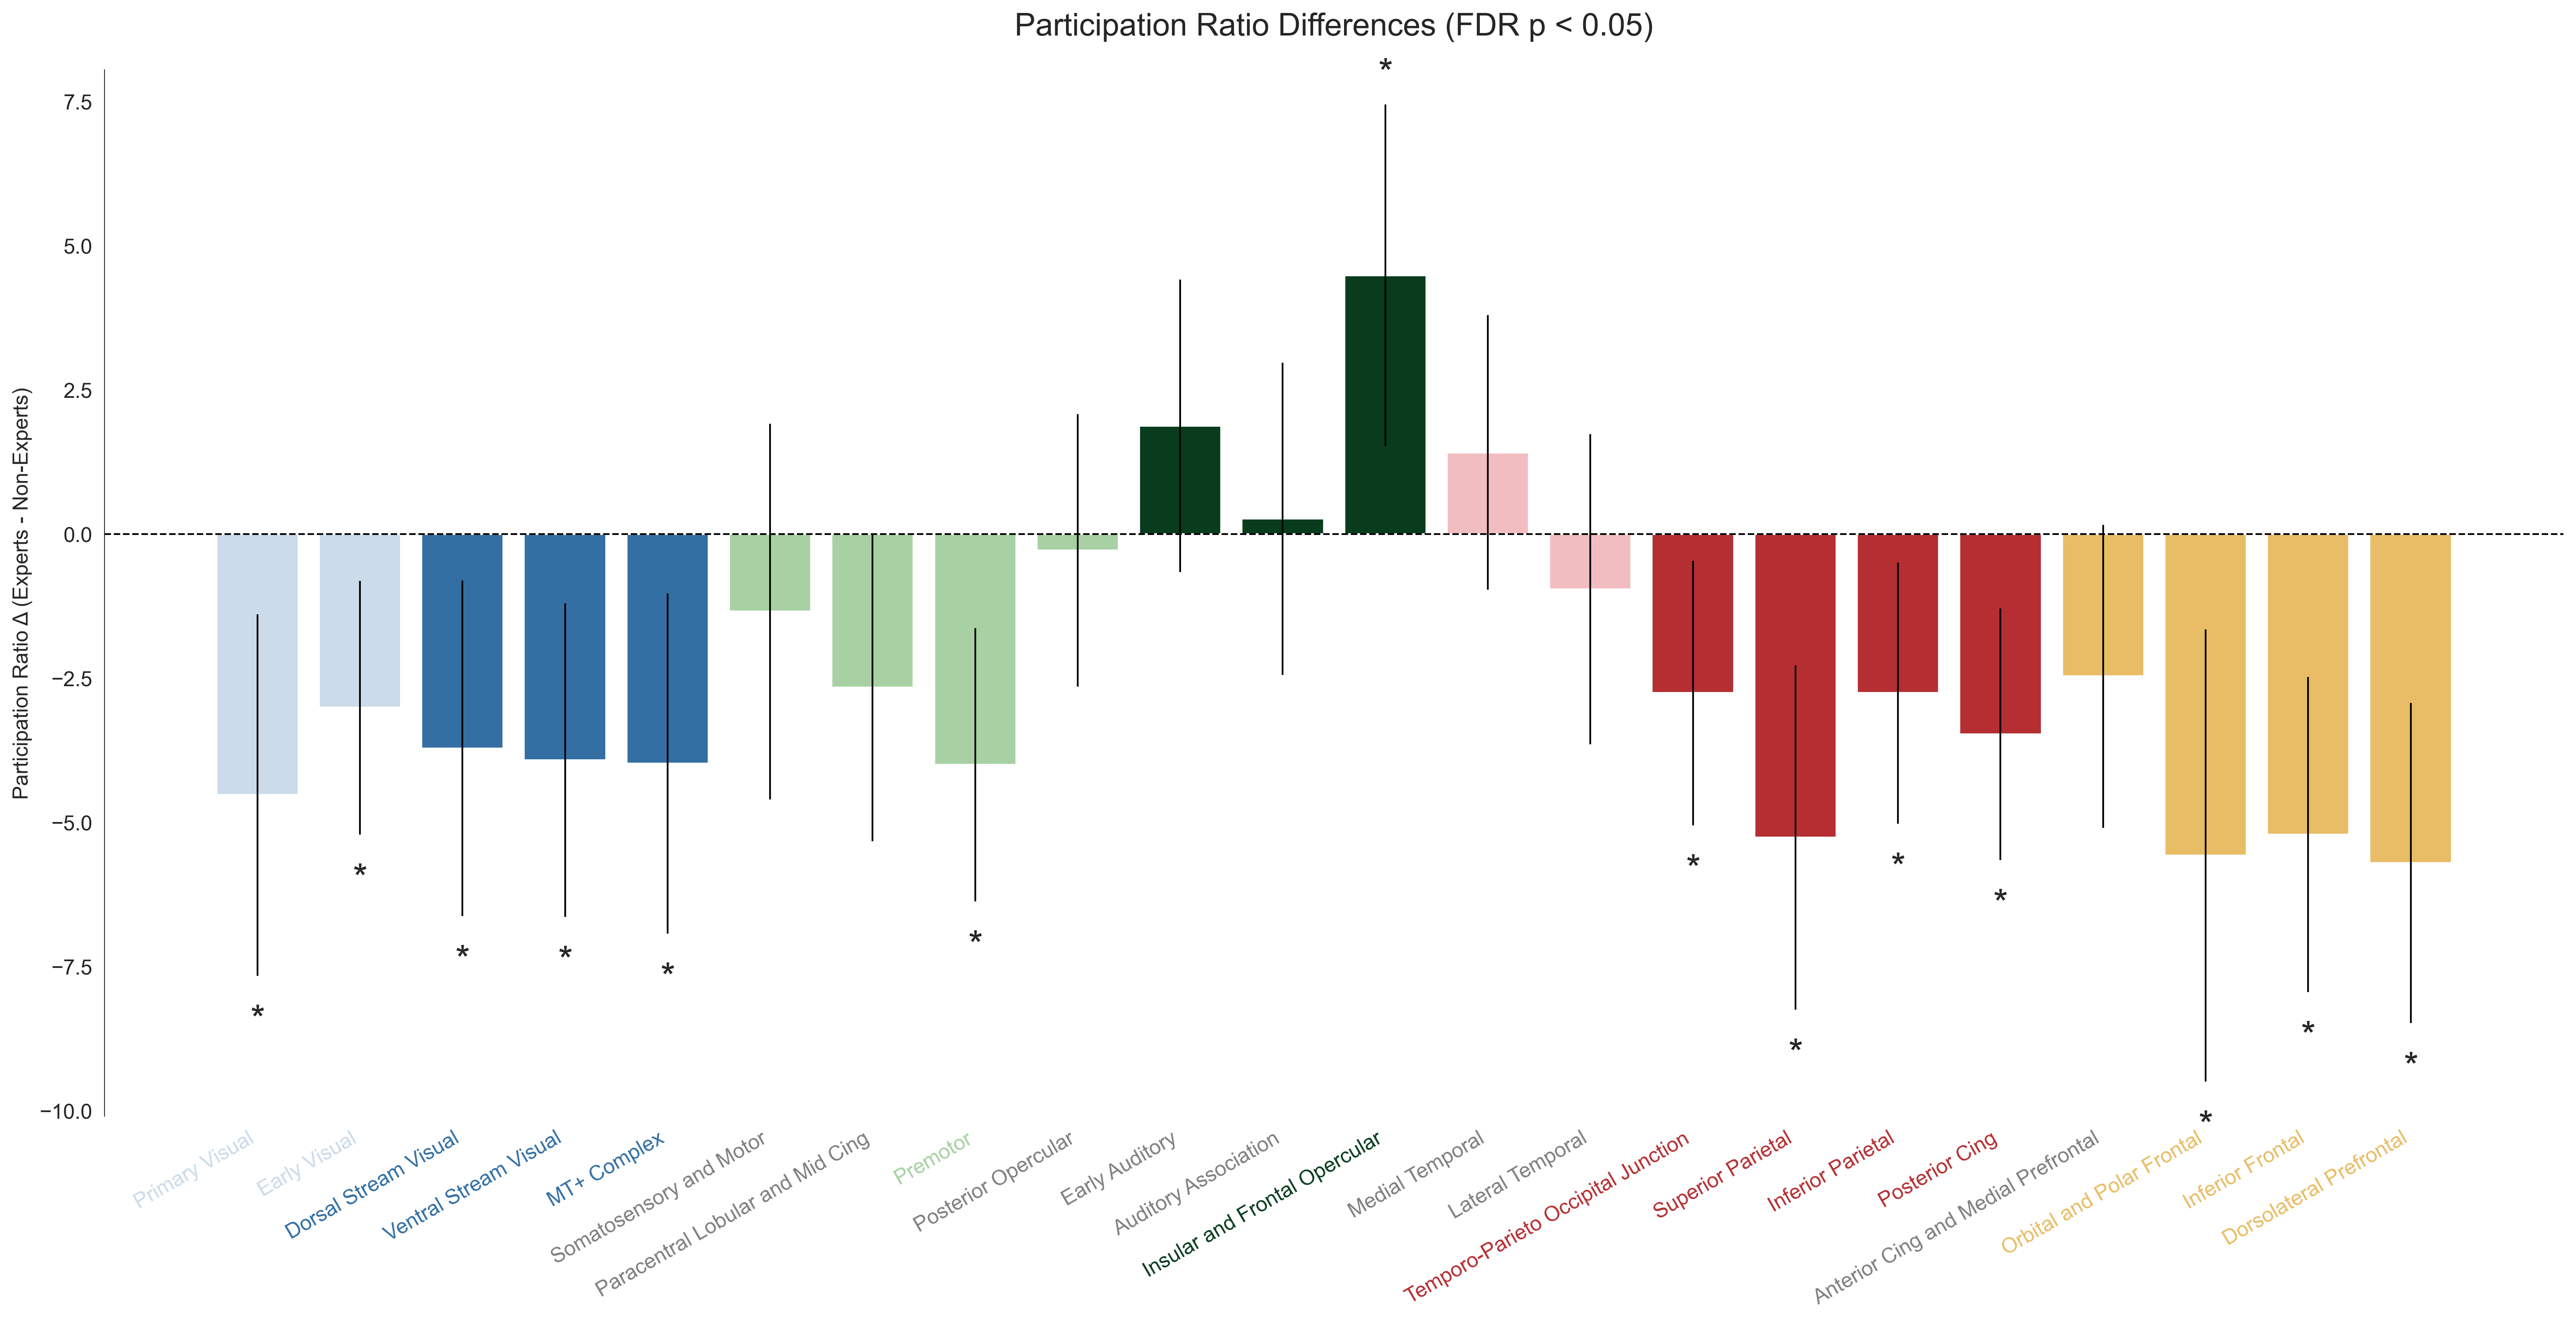 Participation Ratio Differences (FDR p < 0.05)
Participation Ratio Δ (Experts - Non-Experts)
7.5
5.0
2.5
0.0
−2.5
−5.0
−7.5
−10.0
*
*
*
*
*
*
*
*
*
*
*
*
*
*
Primary Visual
Early Visual
Dorsal Stream Visual
Ventral Stream Visual
MT+ Complex
Somatosensory and Motor
Paracentral Lobular and Mid Cing
Premotor
Posterior Opercular
Early Auditory
Auditory Association
Insular and Frontal Opercular
Medial Temporal
Lateral Temporal
Temporo-Parieto Occipital Junction
Superior Parietal
Inferior Parietal
Posterior Cing
Anterior Cing and Medial Prefrontal
Orbital and Polar Frontal
Inferior Frontal
Dorsolateral Prefrontal